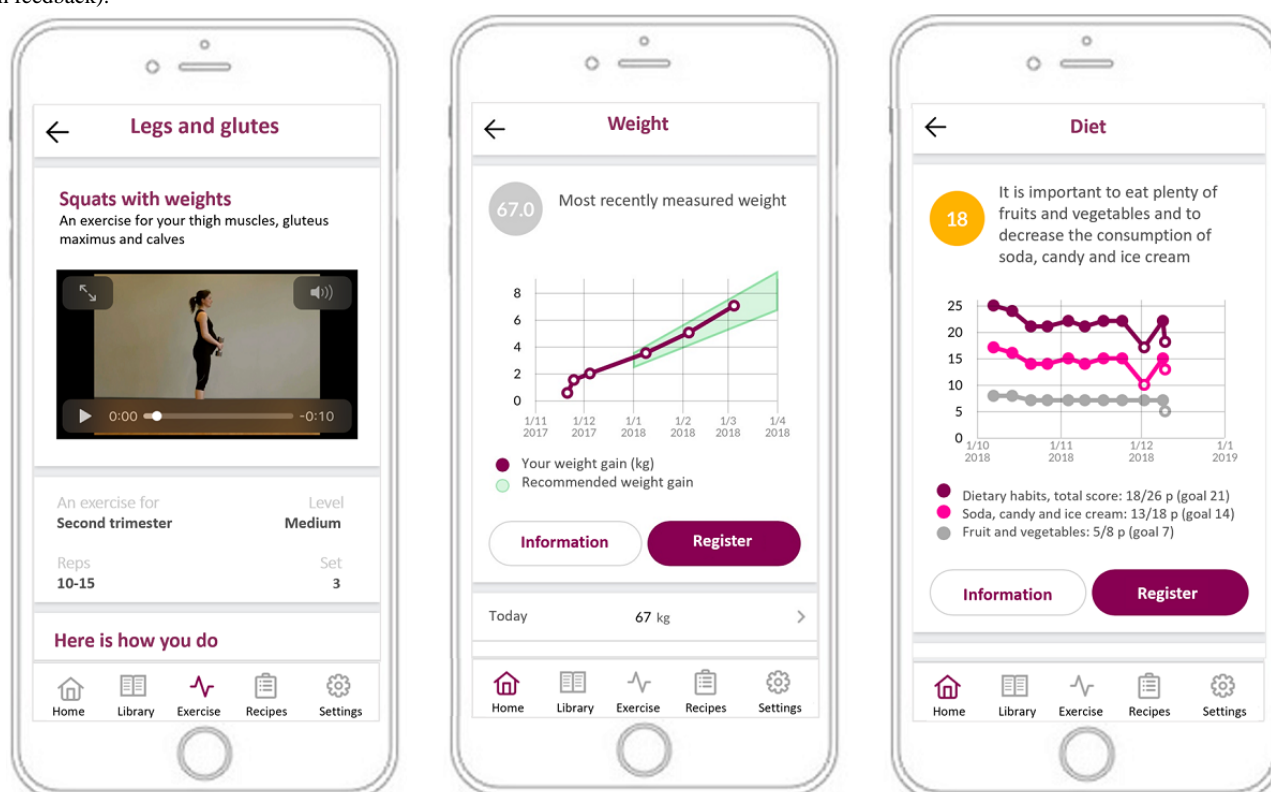 feedback).
Legs and glutes
Squats with weights
An exercise for your thigh muscles, gluteus
maximus and calves
0:00 -0:10
An exercise for Level
Second trimester Medium
Reps Set
10-15 3
Here is how you do
Home Library Exercise Recipes Settings
Weight
67.0
Most recently measured weight
8
6
4
2
0
1/11 1/12 1/1 1/2 1/3 1/4
2017 2017 2018 2018 2018 2018
Your weight gain (kg)
Recommended weight gain
Information Register
Today 67 kg
Home Library Exercise Recipes Settings
Diet
18
It is important to eat plenty of
fruits and vegetables and to
decrease the consumption of
soda, candy and ice cream
25
20
15
10
5
0
1/10 1/11 1/12 1/1
2018 2018 2018 2019
Dietary habits, total score: 18/26 p (goal 21)
Soda, candy and ice cream: 13/18 p (goal 14)
Fruit and vegetables: 5/8 p (goal 7)
Information Register
Home Library Exercise Recipes Settings